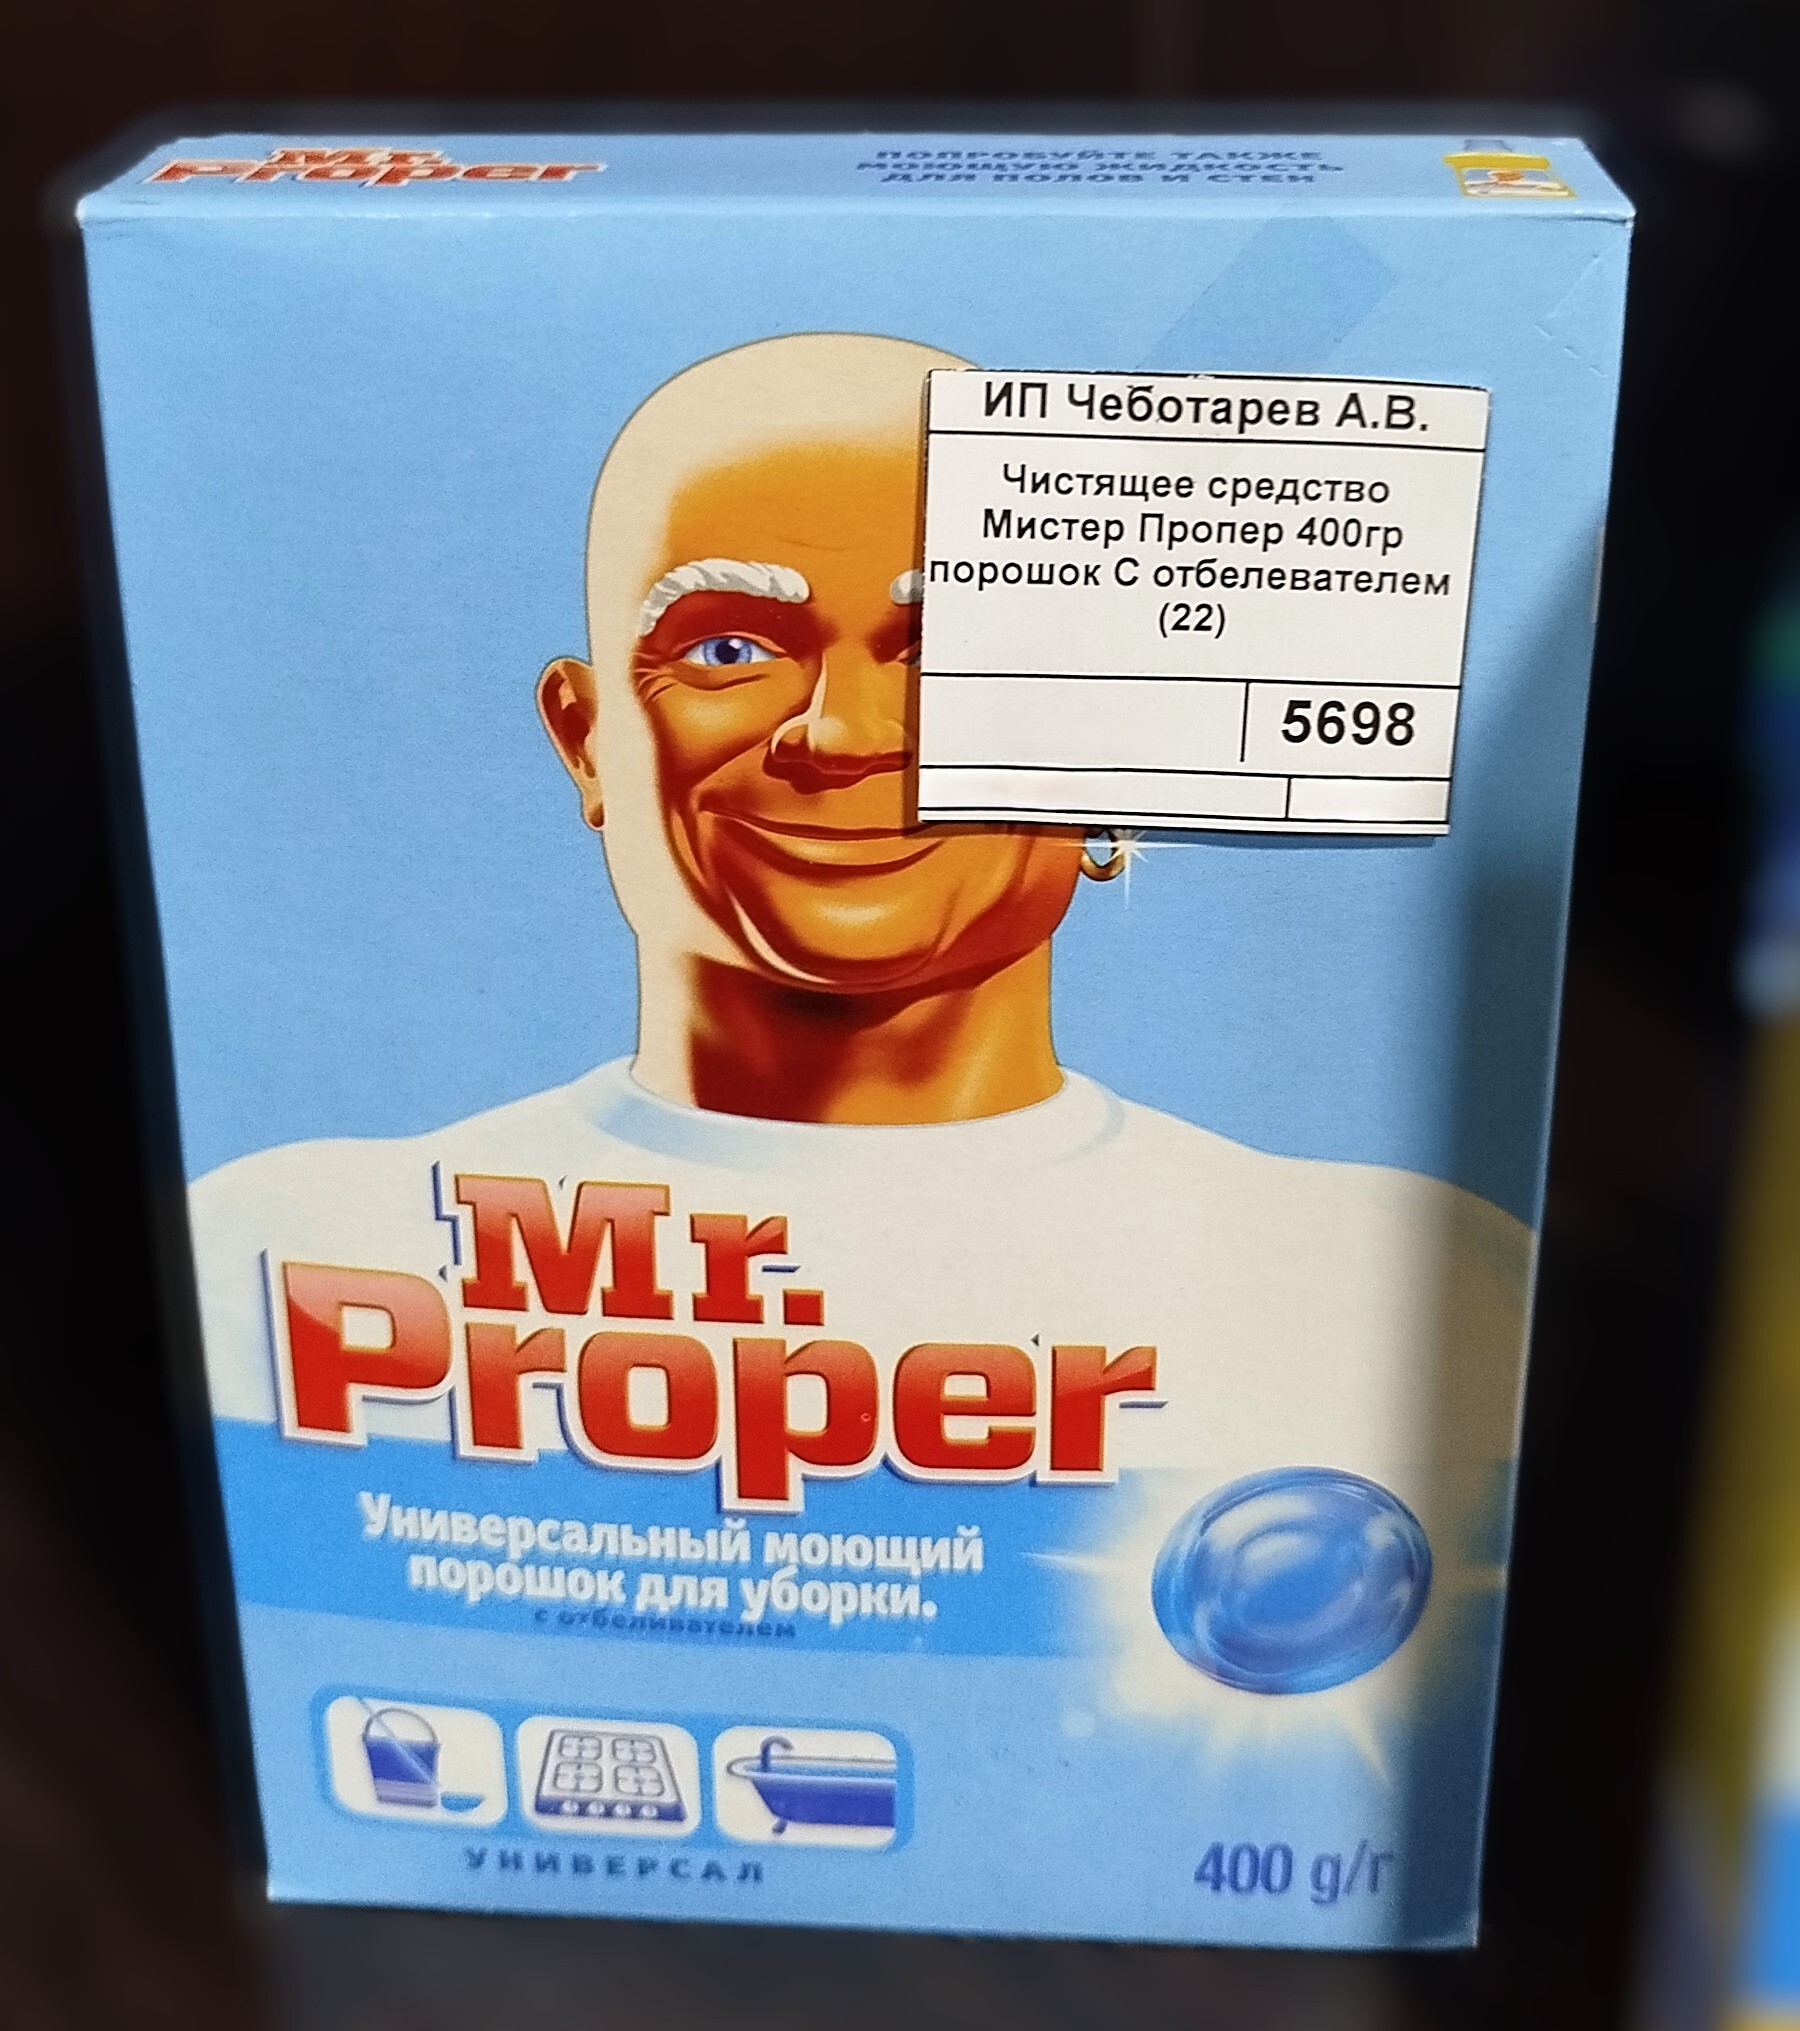 Mr.
Proper
ПОПРОБУЙТЕ ТАКЖЕ
МОЮЩУЮ ЖИДКОСТЬ
ДЛЯ ПОЛОВ И СТЕН
ИП Чеботарев А.В.
Чистящее средство
Мистер Пропер 400гр
порошок С отбелевателем
(22)
5698
Mr.
Proper
Универсальный моющий
порошок для уборки.
с отбеливателем
УНИВЕРСАЛ
400 g/г